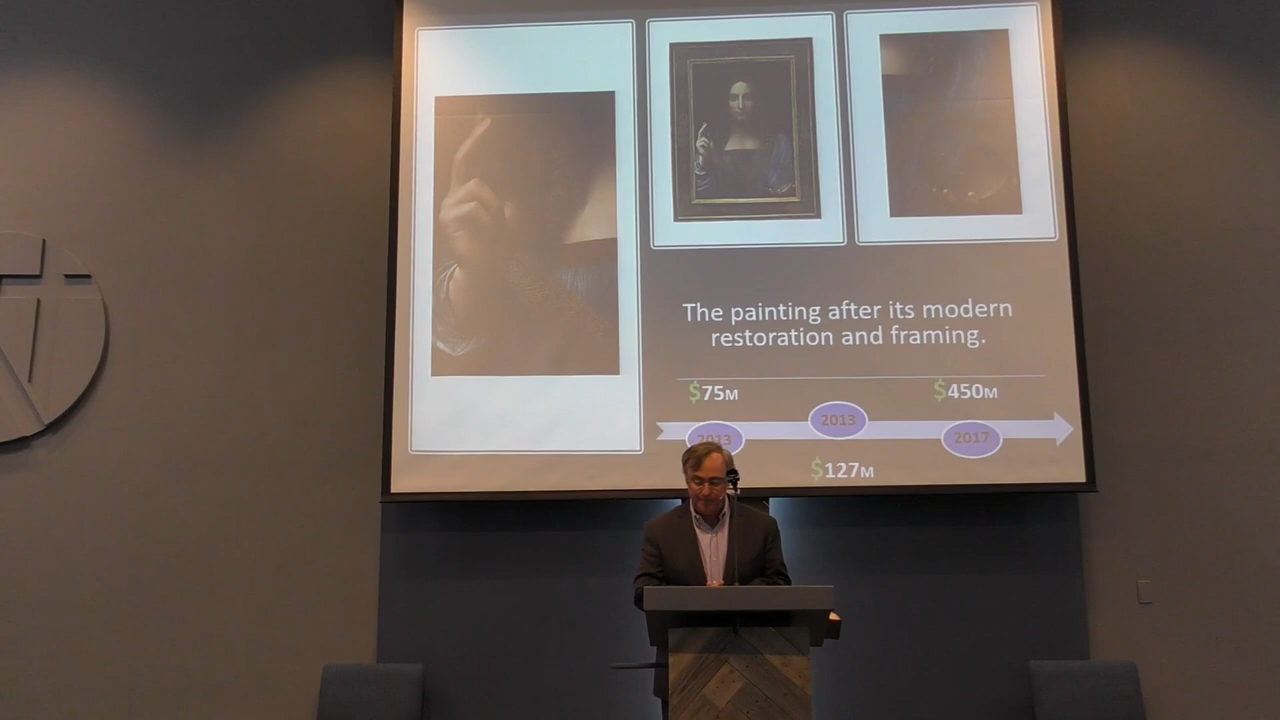 The painting after its modern
restoration and framing.
$75M
$450M
2013
2013
2017
$127M